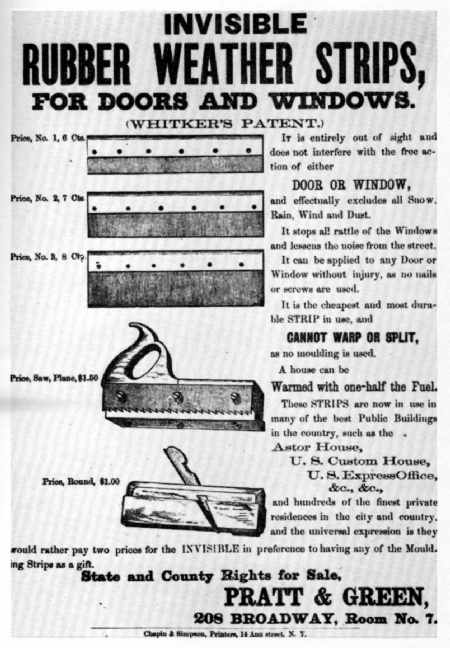 INVISIBLE
RUBBER WEATHER STRIPS,
FOR DOORS AND WINDOWS.
(WHITKER'S PATENT.)
Price, No. 1, 6 Cts.
Price, No. 2, 7 Cts
Price, No. 3, 8 Cts.
Price, Saw, Plane, $1.50
Price, Round, $1.00
It is entirely out of sight and
does not interfere with the free ac-
tion of either
DOOR OR WINDOW,
and effectually excludes all Snow,
Rain, Wind and Dust.
It stops all rattle of the Windows
and lessens the noise from the street.
It can be spplied to any Door or
Window without injury, as no nails
or screws are used.
It is the cheapest and most dura-
ble STRIP in use, and
CANNOT WARP OR SPLIT,
as no moulding is used.
A house can be
Warmed with one-half the Fuel.
These STRIPS are now in use in
many of the best Public Buildings
in the country, such as the
Astor House,
U. S. Custom House,
U. S. Express Office,
&c., &c.,
and hundreds of the finest private
residences in the city and country,
and the universal expression is they
would rather pay two prices for the INVISIBLE in preference to having any of the Mould-
ing Strips as a gift.
State and County Rights for Sale,
PRATT & GREEN,
208 BROADWAY, Room No. 7.
Chapin & Simpson, Printers, 14 Ann street, N. Y.